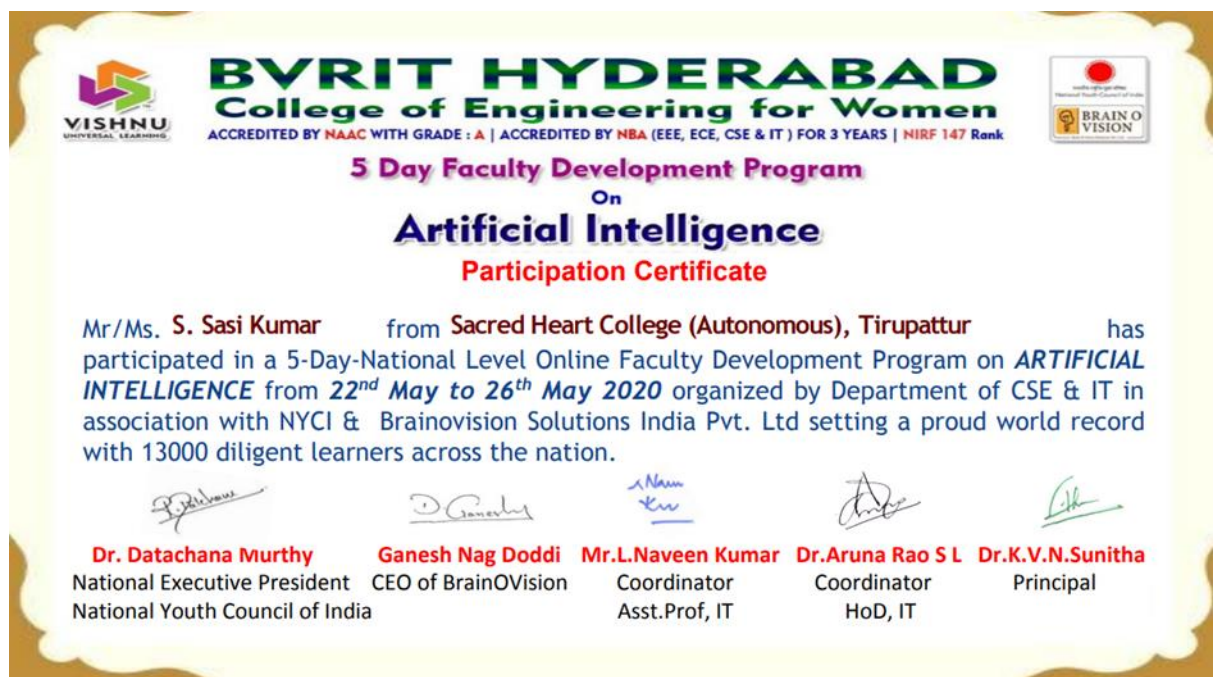 BVRIT HYDERABAD
College of Engineering for Women
ACCREDITED BY NAAC WITH GRADE : A | ACCREDITED BY NBA (EEE, ECE, CSE & IT ) FOR 3 YEARS | NIRF 147 Rank
VISHNU
UNIVERSAL LEARNING
National Youth Council of India
BRAIN O
VISION
5 Day Faculty Development Program
On
Artificial Intelligence
Participation Certificate
Mr/Ms. S. Sasi Kumar from Sacred Heart College (Autonomous), Tirupattur has
participated in a 5-Day-National Level Online Faculty Development Program on ARTIFICIAL
INTELLIGENCE from 22nd May to 26th May 2020 organized by Department of CSE & IT in
association with NYCI & Brainovision Solutions India Pvt. Ltd setting a proud world record
with 13000 diligent learners across the nation.
D. Ganesh
Dr. Datachana Murthy Ganesh Nag Doddi Mr.L.Naveen Kumar Dr.Aruna Rao S L Dr.K.V.N.Sunitha
National Executive President CEO of BrainOVision Coordinator Coordinator Principal
National Youth Council of India Asst.Prof, IT HoD, IT